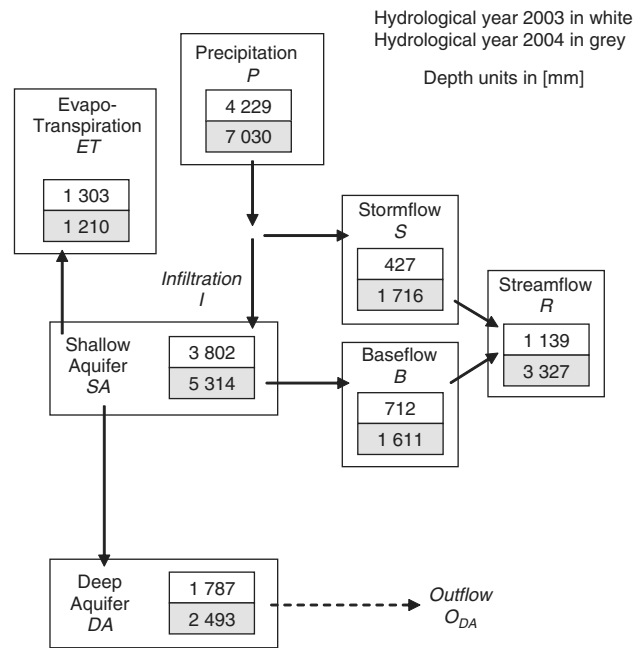 Hydrological year 2003 in white
Hydrological year 2004 in grey
Depth units in [mm]
Precipitation
P
4 229
7 030
Evapo-
Transpiration
ET
1 303
1 210
Stormflow
S
427
1 716
Infiltration
I
Streamflow
R
1 139
3 327
Shallow
Aquifer
SA
3 802
5 314
Baseflow
B
712
1 611
Deep
Aquifer
DA
1 787
2 493
Outflow
O_DA